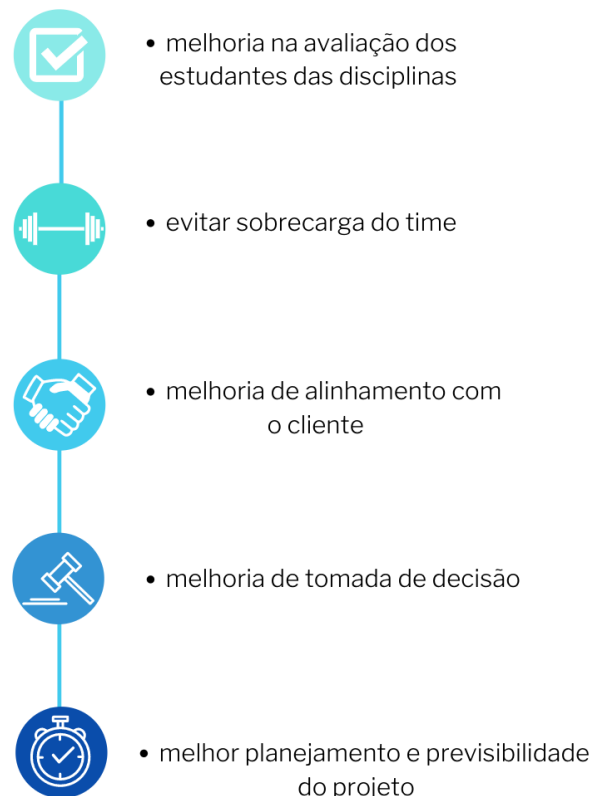 • melhoria na avaliação dos
estudantes das disciplinas
• evitar sobrecarga do time
• melhoria de alinhamento com
o cliente
• melhoria de tomada de decisão
• melhor planejamento e previsibilidade
do projeto